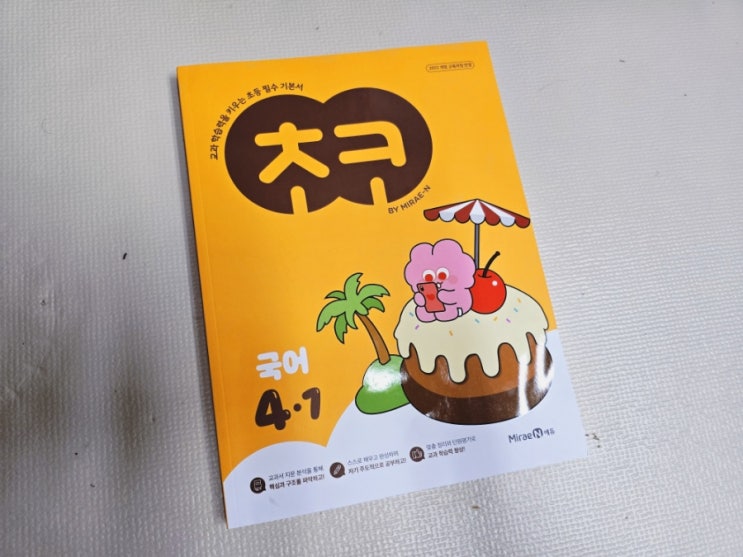 2022 개정 교육과정 반영
교과 학습력을 키우는 초등 필수 기본서
초코
BY MIRAE-N
국어
4·1
교과서 지문 분석을 통해,
핵심과 구조를 파악하고!
스스로 채우고 완성하며
자기 주도적으로 공부하고!
맞춤 정리와 단원평가로
교과 학습력 향상!
Mirae N 에듀